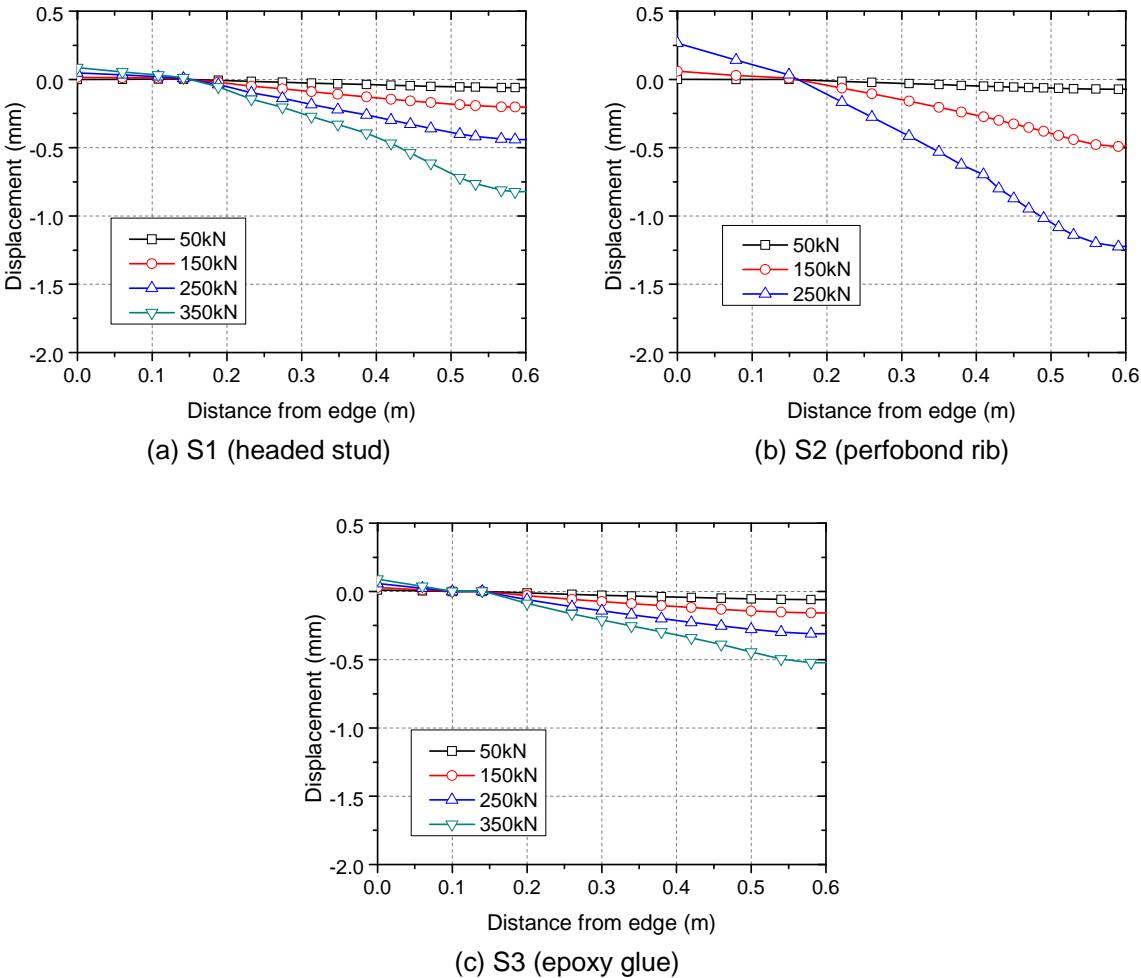 0.5
0.0
-0.5
-1.0
-1.5
-2.0
Displacement (mm)
50kN
150kN
250kN
350kN
0.0 0.1 0.2 0.3 0.4 0.5 0.6
Distance from edge (m)
(a) S1 (headed stud)
0.5
0.0
-0.5
-1.0
-1.5
-2.0
Displacement (mm)
50kN
150kN
250kN
0.0 0.1 0.2 0.3 0.4 0.5 0.6
Distance from edge (m)
(b) S2 (perfobond rib)
0.5
0.0
-0.5
-1.0
-1.5
-2.0
Displacement (mm)
50kN
150kN
250kN
350kN
0.0 0.1 0.2 0.3 0.4 0.5 0.6
Distance from edge (m)
(c) S3 (epoxy glue)